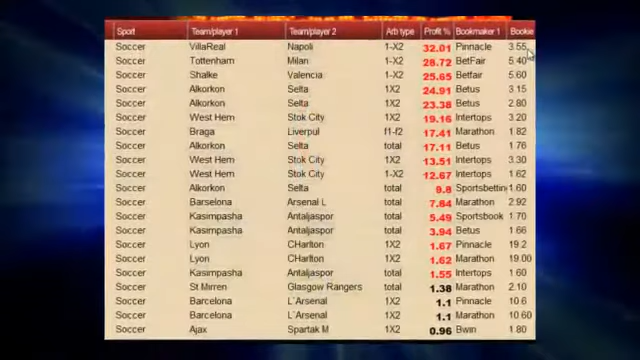 Sport Team/player 1 Team/player 2 Arb type Profit % Bookmaker 1 Bookie
Soccer VillaReal Napoli 1-X2 32.01 Pinnacle 3.55
Soccer Tottenham Milan 1-X2 28.72 BetFair 5.40
Soccer Shalke Valencia 1-X2 25.65 Betfair 5.60
Soccer Alkorkon Selta 1X2 24.91 Betus 3.15
Soccer Alkorkon Selta 1X2 23.38 Betus 2.80
Soccer West Hem Stok City 1X2 19.16 Intertops 3.20
Soccer Braga Liverpul f1-f2 17.41 Marathon 1.82
Soccer Alkorkon Selta total 17.11 Betus 1.76
Soccer West Hem Stok City 1X2 13.51 Intertops 3.30
Soccer West Hem Stok City 1-X2 12.67 Intertops 1.62
Soccer Alkorkon Selta total 9.8 Sportsbetting 1.60
Soccer Barselona Arsenal L total 7.84 Marathon 2.92
Soccer Kasimpasha Antaljaspor total 5.49 Sportsbook 1.70
Soccer Kasimpasha Antaljaspor total 3.94 Betus 1.66
Soccer Lyon CHarlton 1X2 1.67 Pinnacle 19.2
Soccer Lyon CHarlton 1X2 1.62 Marathon 19.00
Soccer Kasimpasha Antaljaspor total 1.55 Intertops 1.60
Soccer St Mirren Glasgow Rangers total 1.38 Marathon 2.10
Soccer Barcelona L`Arsenal 1X2 1.1 Pinnacle 10.6
Soccer Barcelona L`Arsenal 1X2 1.1 Marathon 10.60
Soccer Ajax Spartak M 1X2 0.96 Bwin 1.80